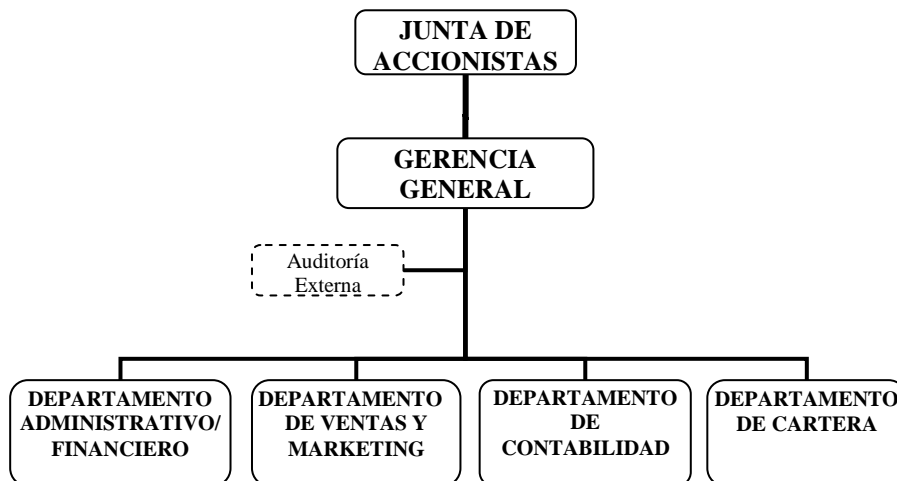 JUNTA DE
ACCIONISTAS
GERENCIA
GENERAL
Auditoría
Externa
DEPARTAMENTO
ADMINISTRATIVO/
FINANCIERO
DEPARTAMENTO
DE VENTAS Y
MARKETING
DEPARTAMENTO
DE
CONTABILIDAD
DEPARTAMENTO
DE CARTERA